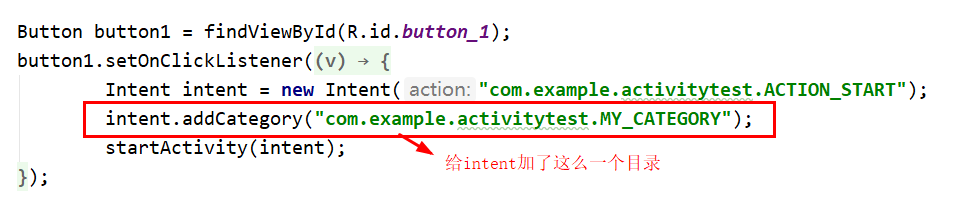 Button button1 = findViewById(R.id.button_1);
button1.setOnClickListener((v) → {
Intent intent = new Intent( action: "com.example.activitytest.ACTION_START");
intent.addCategory("com.example.activitytest.MY_CATEGORY");
startActivity(intent);
给intent加了这么一个目录
});